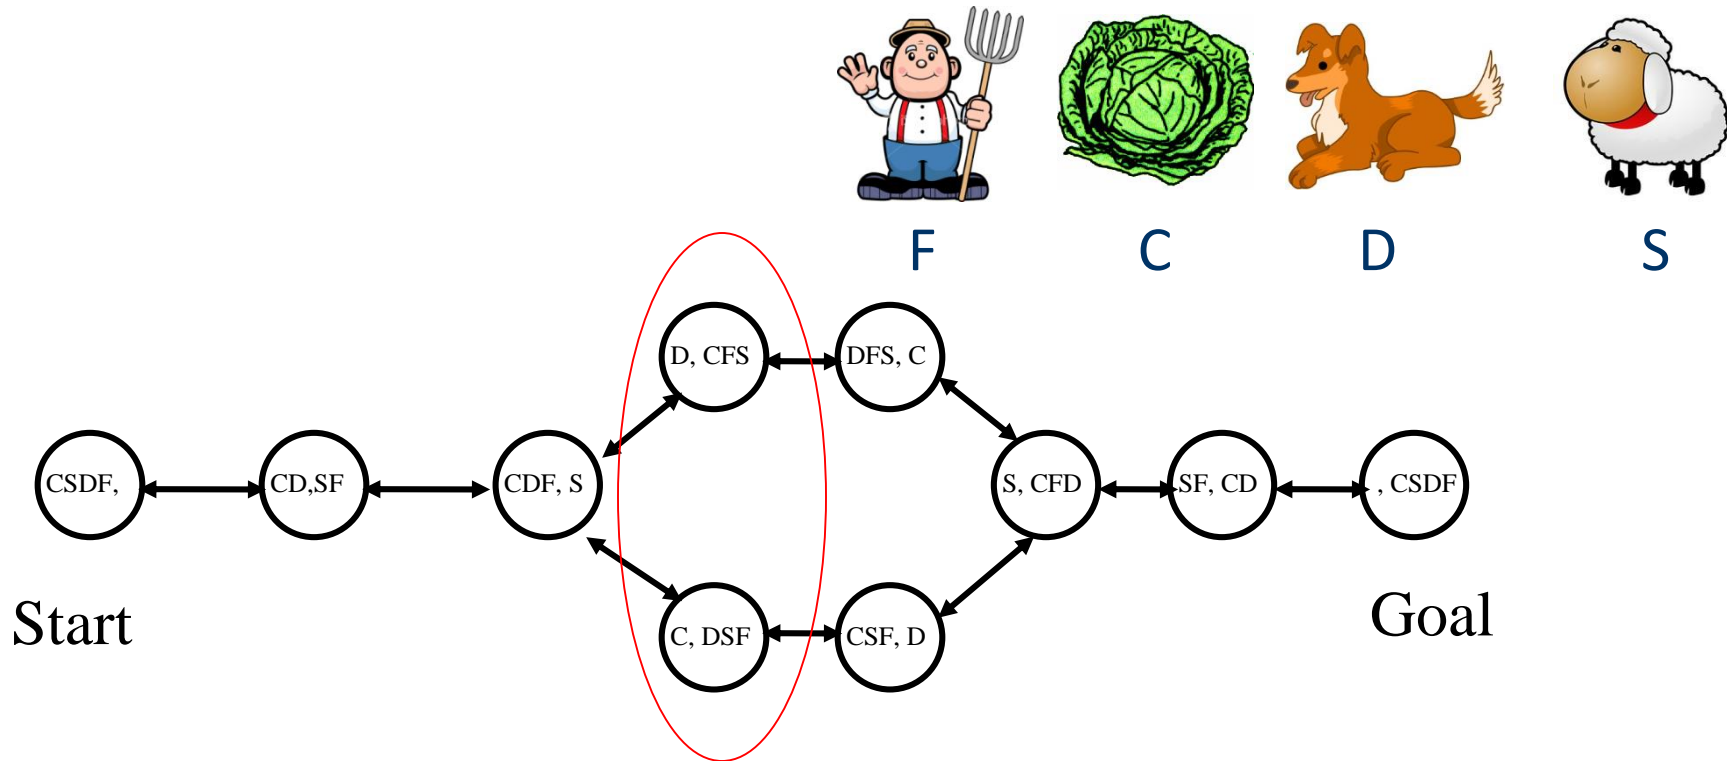 F
C
D
S
D, CFS
DFS, C
CSDF,
CD,SF
CDF, S
S, CFD
SF, CD
, CSDF
Start
Goal
C, DSF
CSF, D